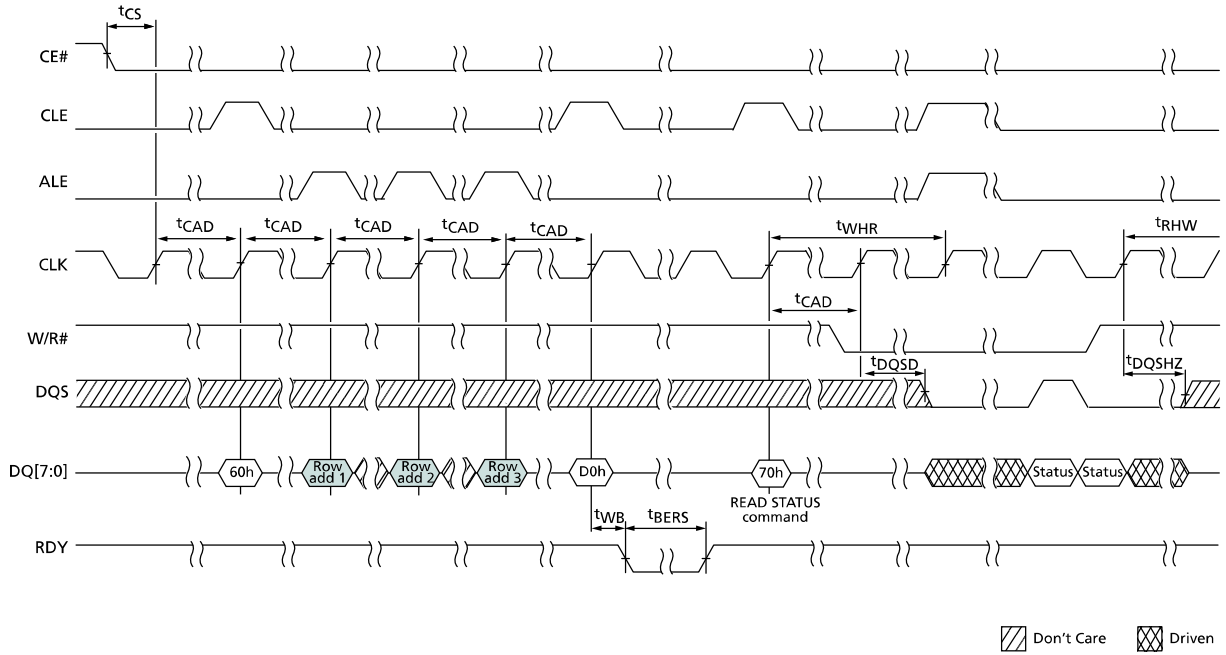 tCS
CE#
CLE
ALE
tCAD tCAD tCAD tCAD tCAD tWHR tRHW
CLK
tCAD
W/R#
tDQSD tDQSHZ
DQS
DQ[7:0] 60h Row add 1 Row add 2 Row add 3 D0h 70h Status Status
READ STATUS
command
tWB tBERS
RDY
Don't Care Driven